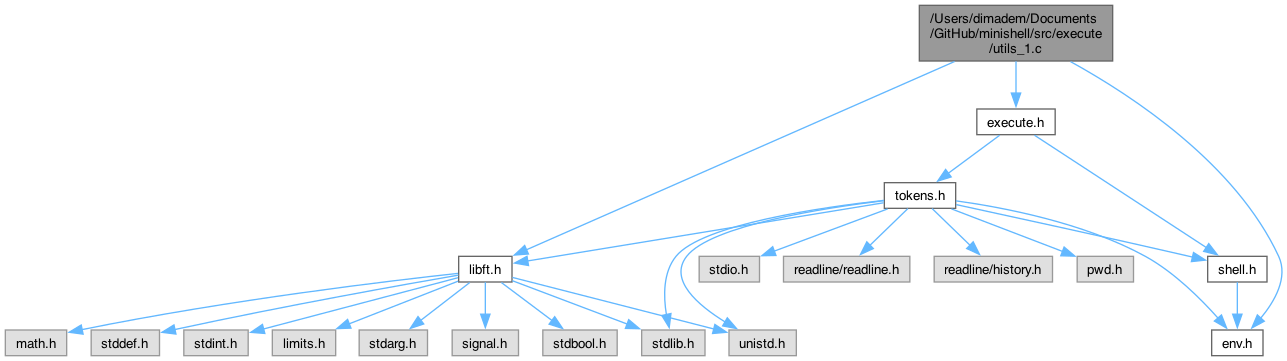 /Users/dimadem/Documents
/GitHub/minishell/src/execute
/utils_1.c
execute.h
tokens.h
libft.h
stdio.h
readline/readline.h
readline/history.h
pwd.h
shell.h
math.h
stddef.h
stdint.h
limits.h
stdarg.h
signal.h
stdbool.h
stdlib.h
unistd.h
env.h